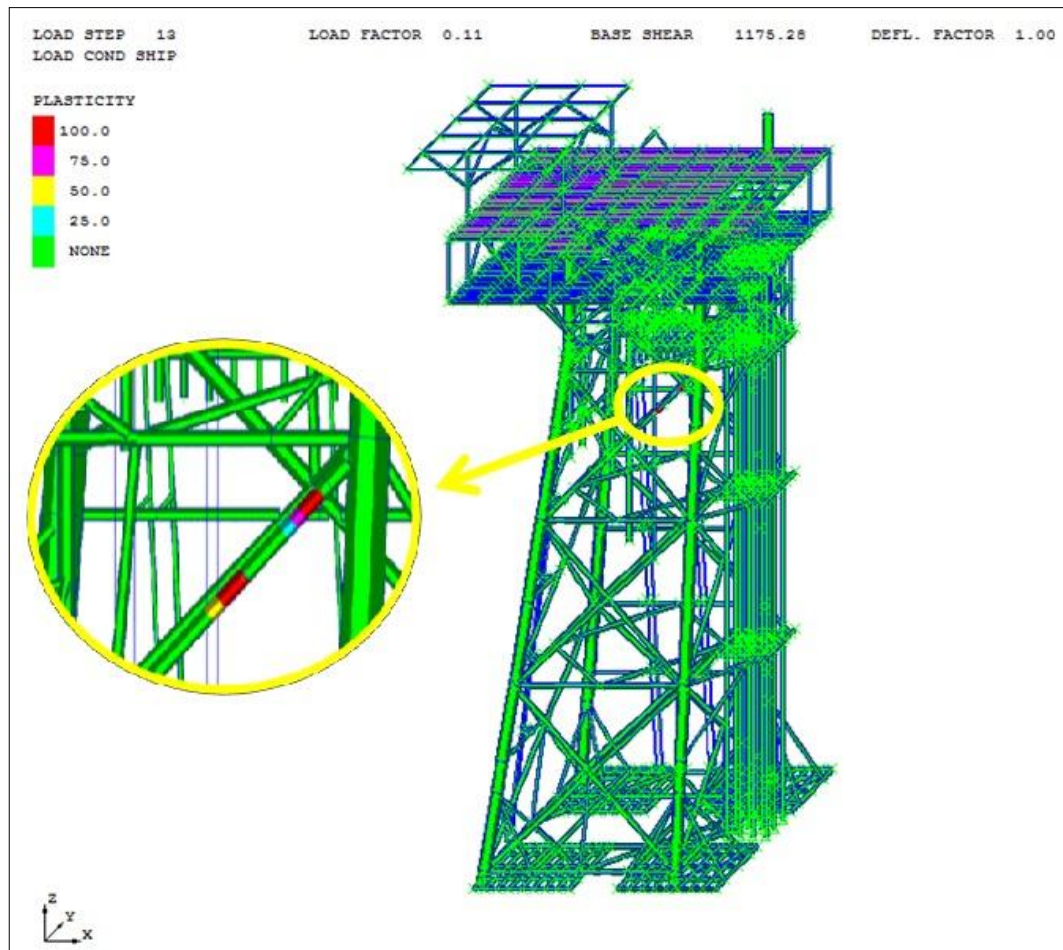 LOAD STEP 13 LOAD FACTOR 0.11 BASE SHEAR 1175.28 DEFL. FACTOR 1.00
LOAD COND SHIP
PLASTICITY
100.0
75.0
50.0
25.0
NONE
Z
Y
X